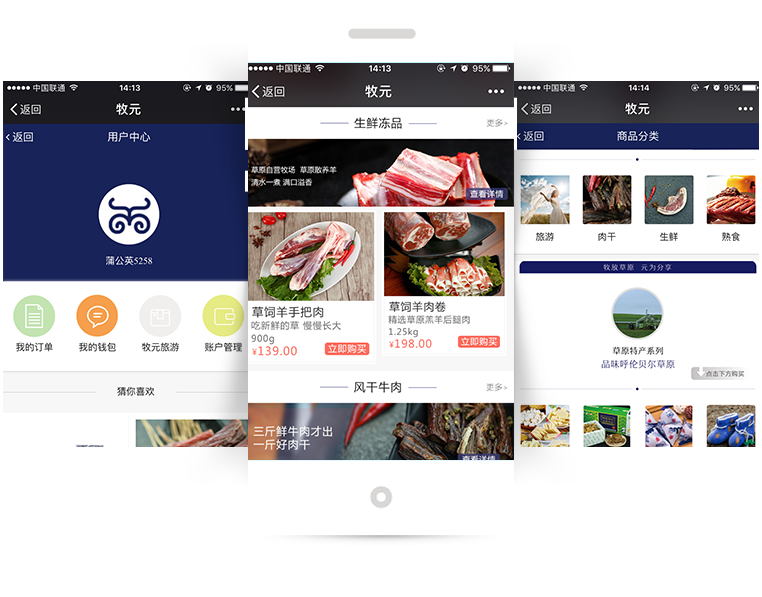 中国联通
14:13
95%
返回
牧元
返回
用户中心
蒲公英5258
我的订单
我的钱包
牧元旅游
账户管理
猜你喜欢
中国联通
14:13
95%
返回
牧元
生鲜冻品
更多>
草原自营牧场 草原散养羊
清水一煮 满口溢香
查看详情
草饲羊手把肉
吃新鲜的草 慢慢长大
900g
¥139.00
立即购买
草饲羊肉卷
精选草原羔羊后腿肉
1.25kg
¥198.00
立即购买
风干牛肉
更多>
三斤鲜牛肉才出
一斤好肉干
查看详情
中国联通
14:14
95%
返回
牧元
返回
商品分类
旅游
肉干
生鲜
熟食
牧放草原 元为分享
草原特产系列
品味呼伦贝尔草原
点击下方购买